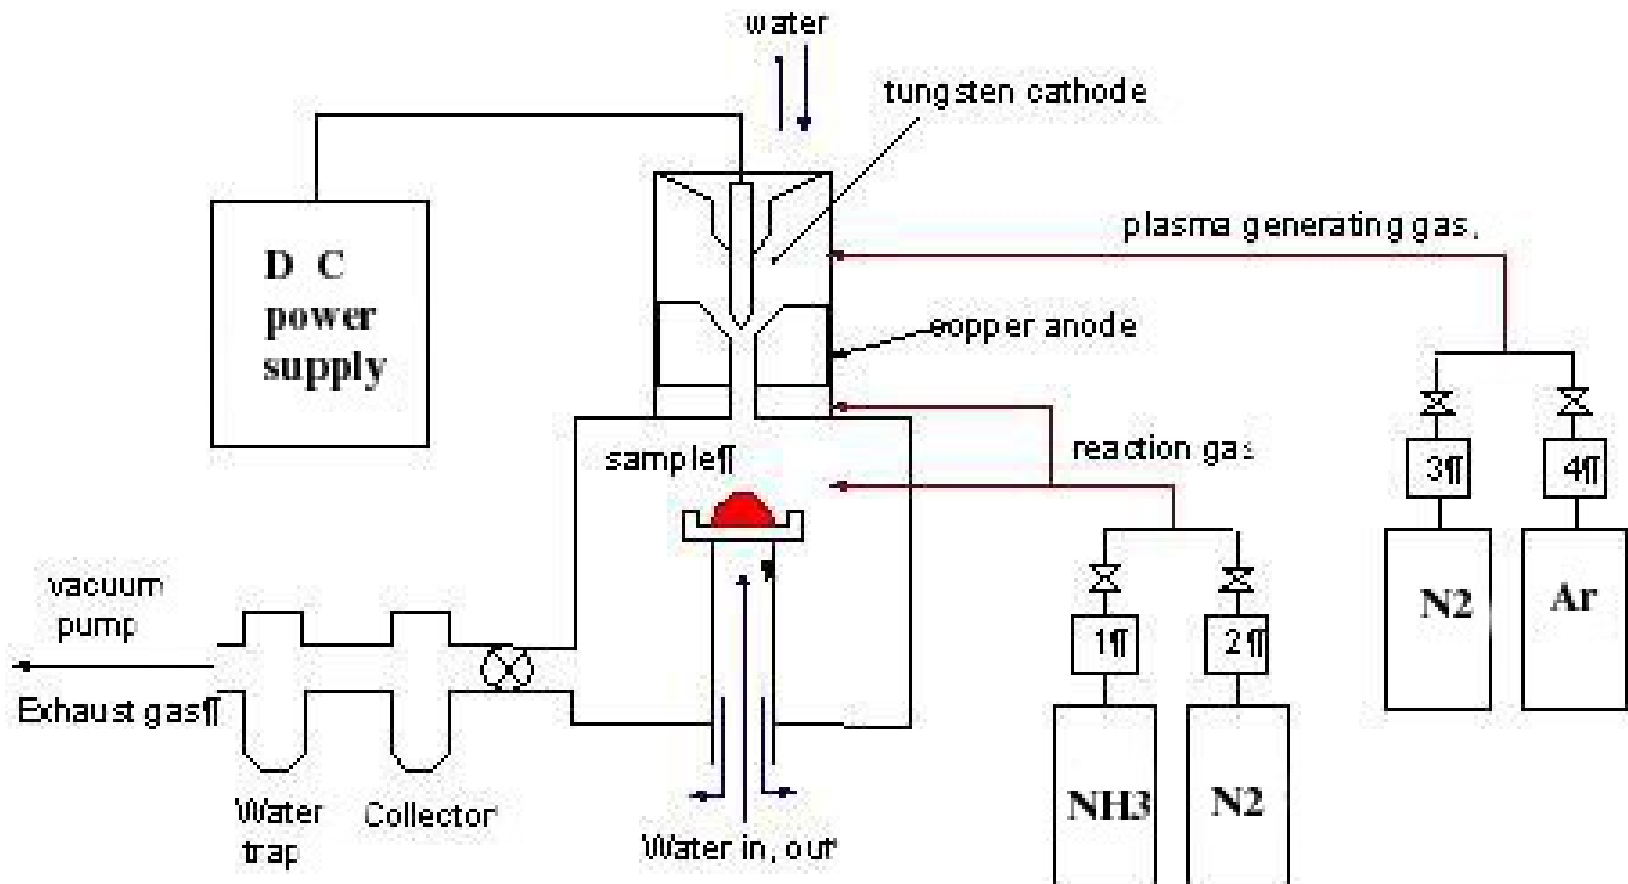 water
tungsten cathode
plasma generating gas.
D C
power
supply
eopper anode
sample¶
reaction gas
3¶
4¶
N2
Ar
vacuum
pump
Exhaust gas¶
1¶
2¶
NH3
N2
Water
trap
Collector
Water in, out